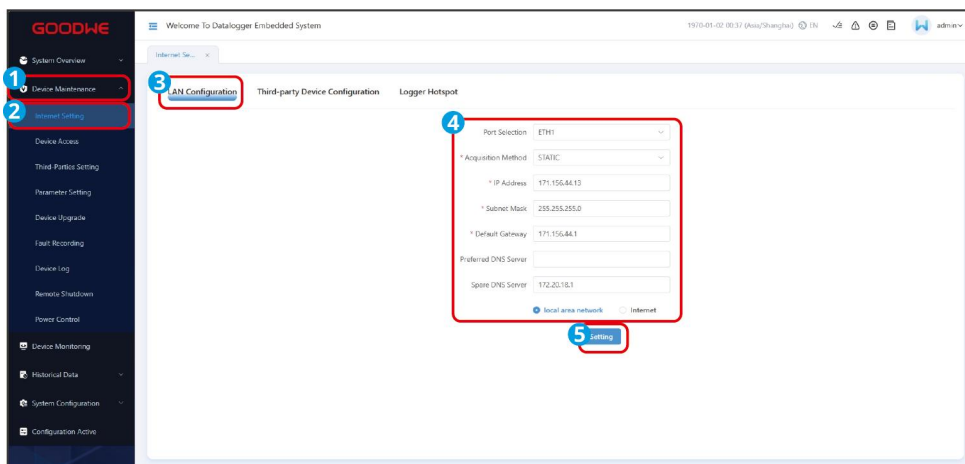 GOODWE
Welcome To Datalogger Embedded System
1970-01-02 00:37 (Asia/Shanghai) EN
admin
Internet Se...
System Overview
1
Device Maintenance
2
Internet Setting
Device Access
Third-Parties Setting
Parameter Setting
Device Upgrade
Fault Recording
Device Log
Remote Shutdown
Power Control
Device Monitoring
Historical Data
System Configuration
Configuration Active
3
LAN Configuration
Third-party Device Configuration
Logger Hotspot
4
Port Selection ETH1
* Acquisition Method STATIC
* IP Address 171.156.44.13
* Subnet Mask 255.255.255.0
* Default Gateway 171.156.44.1
Preferred DNS Server
Spare DNS Server 172.20.18.1
local area network Internet
5
Setting